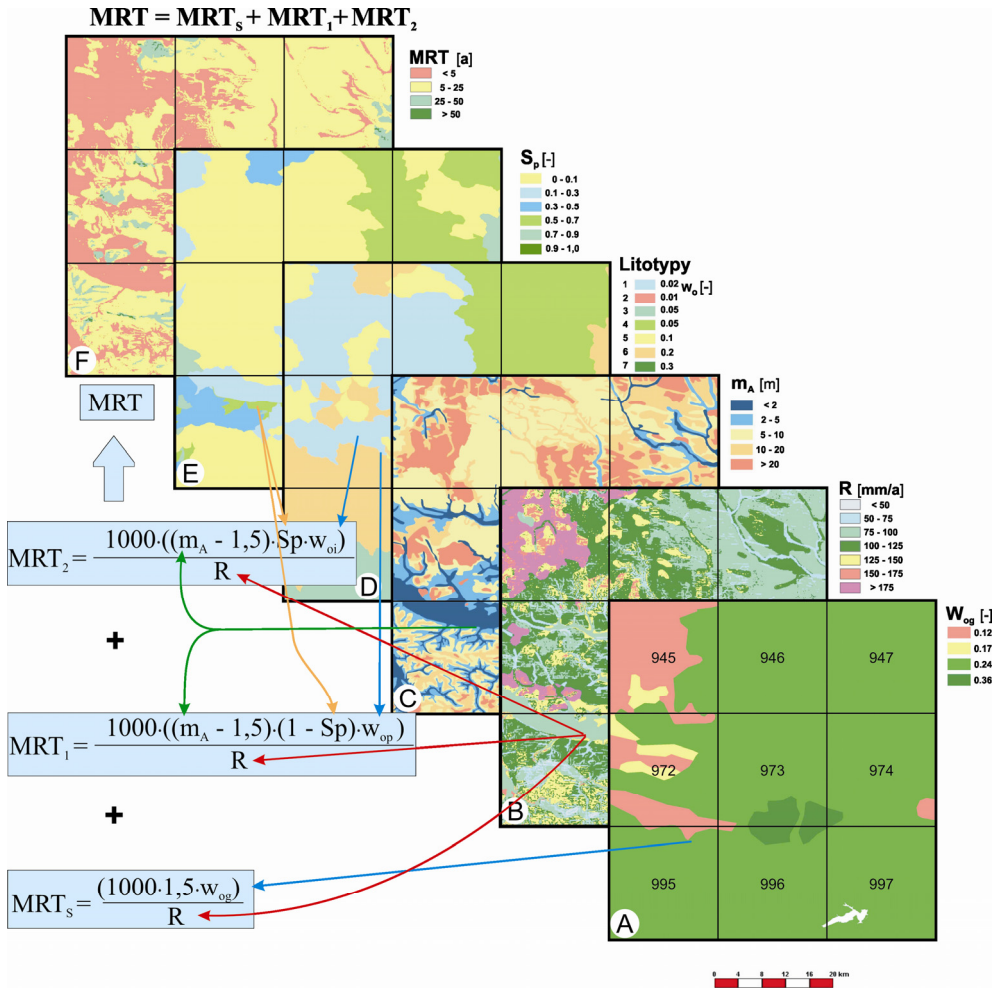 MRT = MRTS + MRT1 + MRT2
MRT [a]
< 5
5 - 25
25 - 50
> 50
Sp [-]
0 - 0.1
0.1 - 0.3
0.3 - 0.5
0.5 - 0.7
0.7 - 0.9
0.9 - 1,0
Litotypy
wo [-]
1 0.02
2 0.01
3 0.05
4 0.05
5 0.1
6 0.2
7 0.3
F
MRT
mA [m]
< 2
2 - 5
5 - 10
10 - 20
> 20
E
R [mm/a]
< 50
50 - 75
75 - 100
100 - 125
125 - 150
150 - 175
> 175
MRT2 = 1000·((mA - 1,5)·Sp·woi)
R
D
+
Wog [-]
0.12
0.17
0.24
0.36
945 946 947
C
MRT1 = 1000·((mA - 1,5)·(1 - Sp)·wop)
R
972 973 974
B
+
MRTS = (1000·1,5·wog)
R
995 996 997
A
0 4 8 12 16 20 km